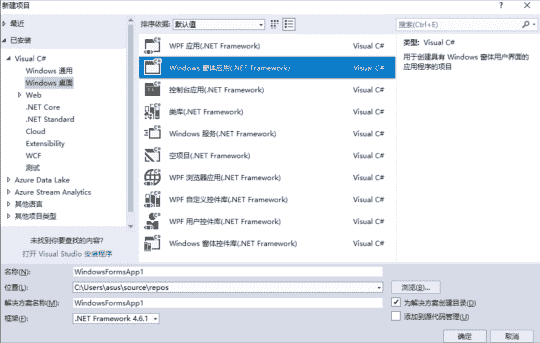 新建项目
最近
排序依据: 默认值
搜索(Ctrl+E)
已安装
Visual C#
Windows 通用
Windows 桌面
Web
.NET Core
.NET Standard
Cloud
Extensibility
WCF
测试
Azure Data Lake
Azure Stream Analytics
其他语言
其他项目类型
未找到你要查找的内容?
打开 Visual Studio 安装程序
WPF 应用(.NET Framework) Visual C#
Windows 窗体应用(.NET Framework) Visual C#
控制台应用(.NET Framework) Visual C#
类库(.NET Framework) Visual C#
Windows 服务(.NET Framework) Visual C#
空项目(.NET Framework) Visual C#
WPF 浏览器应用(.NET Framework) Visual C#
WPF 自定义控件库(.NET Framework) Visual C#
WPF 用户控件库(.NET Framework) Visual C#
Windows 窗体控件库(.NET Framework) Visual C#
类型: Visual C#
用于创建具有 Windows 窗体用户界面的
应用程序的项目
名称(N): WindowsFormsApp1
位置(L): C:\Users\asus\source\repos 浏览(B)...
解决方案名称(M): WindowsFormsApp1 为解决方案创建目录(D)
框架(F): .NET Framework 4.6.1 添加到源代码管理(U)
确定 取消